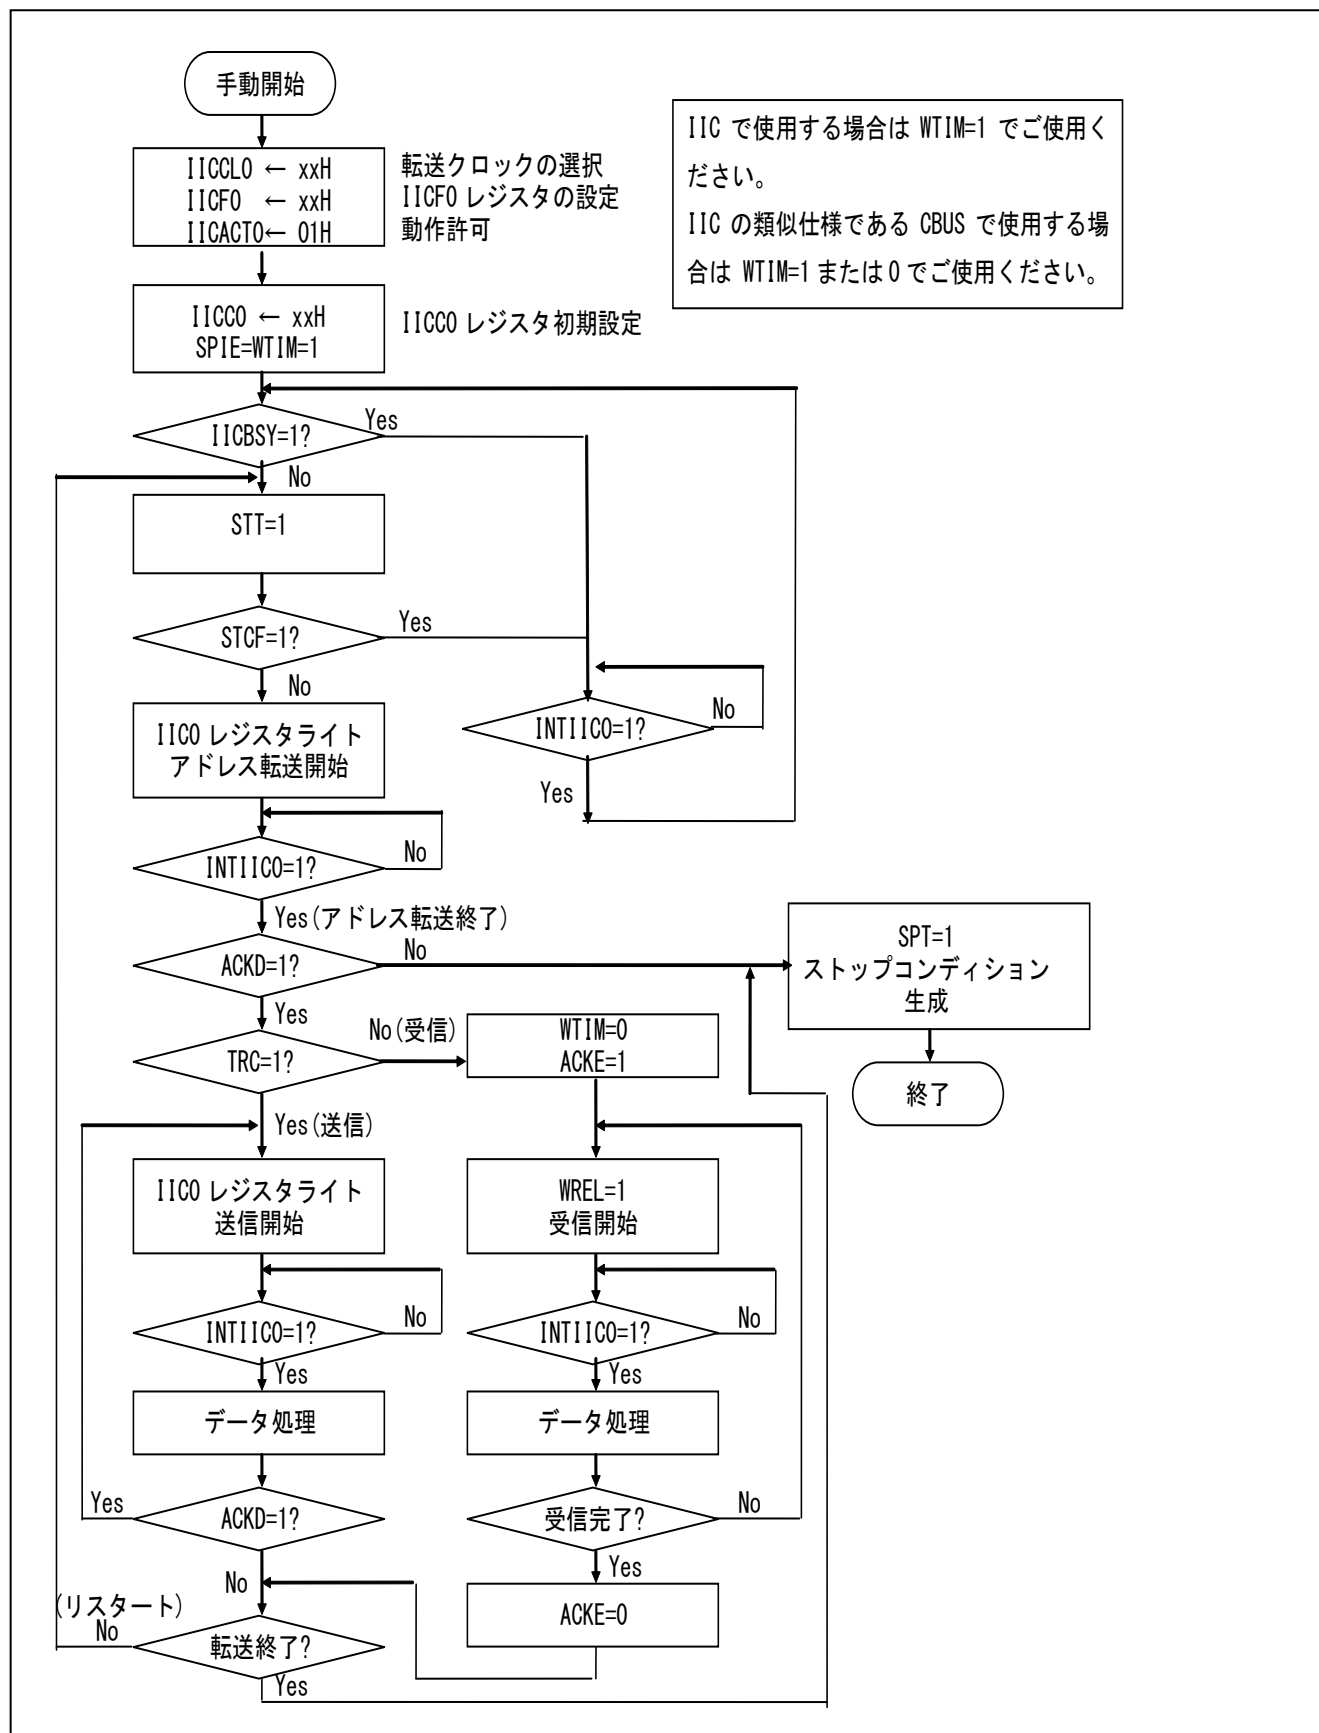 手動開始
IIC で使用する場合は WTIM=1 でご使用く
ださい。
IIC の類似仕様である CBUS で使用する場
合は WTIM=1 または0 でご使用ください。
IICCL0 ← xxH
IICF0 ← xxH
IICACT0← 01H
転送クロックの選択
IICF0 レジスタの設定
動作許可
IICC0 ← xxH
SPIE=WTIM=1
IICC0 レジスタ初期設定
IICBSY=1?
Yes
No
STT=1
STCF=1?
Yes
No
IIC0 レジスタライト
アドレス転送開始
INTIIC0=1?
No
Yes
INTIIC0=1?
No
Yes(アドレス転送終了)
ACKD=1?
No
SPT=1
ストップコンディション
生成
終了
Yes
TRC=1?
No(受信)
WTIM=0
ACKE=1
Yes(送信)
IIC0 レジスタライト
送信開始
WREL=1
受信開始
INTIIC0=1?
No
INTIIC0=1?
No
Yes
Yes
データ処理
データ処理
Yes
ACKD=1?
受信完了?
No
No
Yes
ACKE=0
(リスタート)
No
転送終了?
Yes